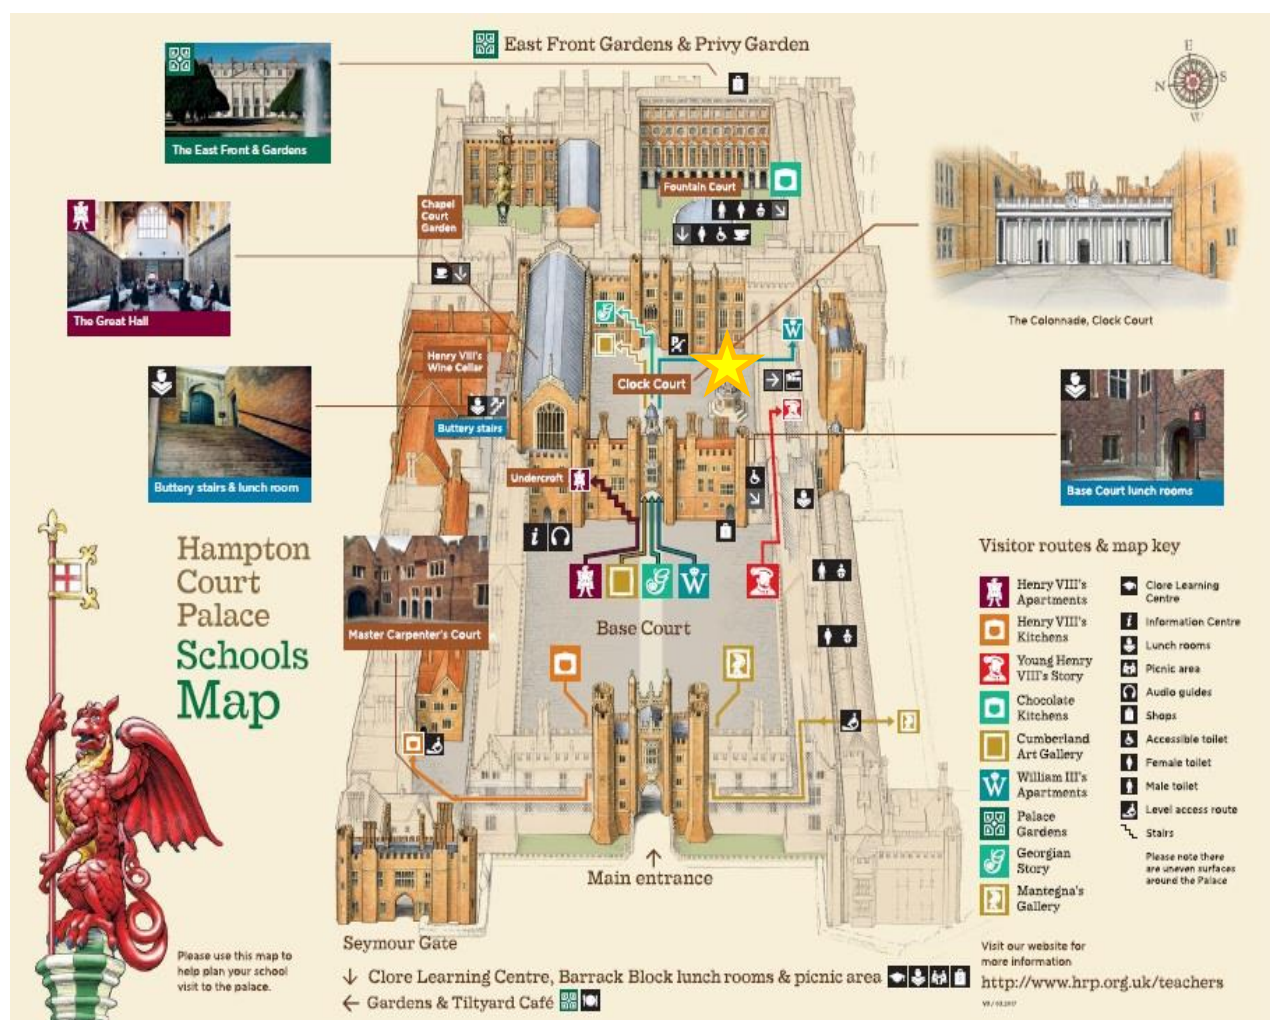 East Front Gardens & Privy Garden
E
N
S
W
The East Front & Gardens
Fountain Court
Chapel
Court
Garden
The Great Hall
The Colonnade, Clock Court
Henry VIII's
Wine Cellar
W
Clock Court
Buttery stairs
Buttery stairs & lunch room
Base Court lunch rooms
Undercroft
i
W
Hampton
Court
Palace
Schools
Map
Master Carpenter's Court
Base Court
Main entrance
Seymour Gate
Please use this map to
help plan your school
visit to the palace.
Clore Learning Centre, Barrack Block lunch rooms & picnic area
Gardens & Tiltyard Café
Visitor routes & map key
Henry VIII's
Apartments
Henry VIII's
Kitchens
Young Henry
VIII's Story
Chocolate
Kitchens
Cumberland
Art Gallery
W
William III's
Apartments
Palace
Gardens
Georgian
Story
Mantegna's
Gallery
Clore Learning
Centre
i
Information Centre
Lunch rooms
Picnic area
Audio guides
Shops
Accessible toilet
Female toilet
Male toilet
Level access route
Stairs
Please note there
are uneven surfaces
around the Palace
Visit our website for
more information
http://www.hrp.org.uk/teachers